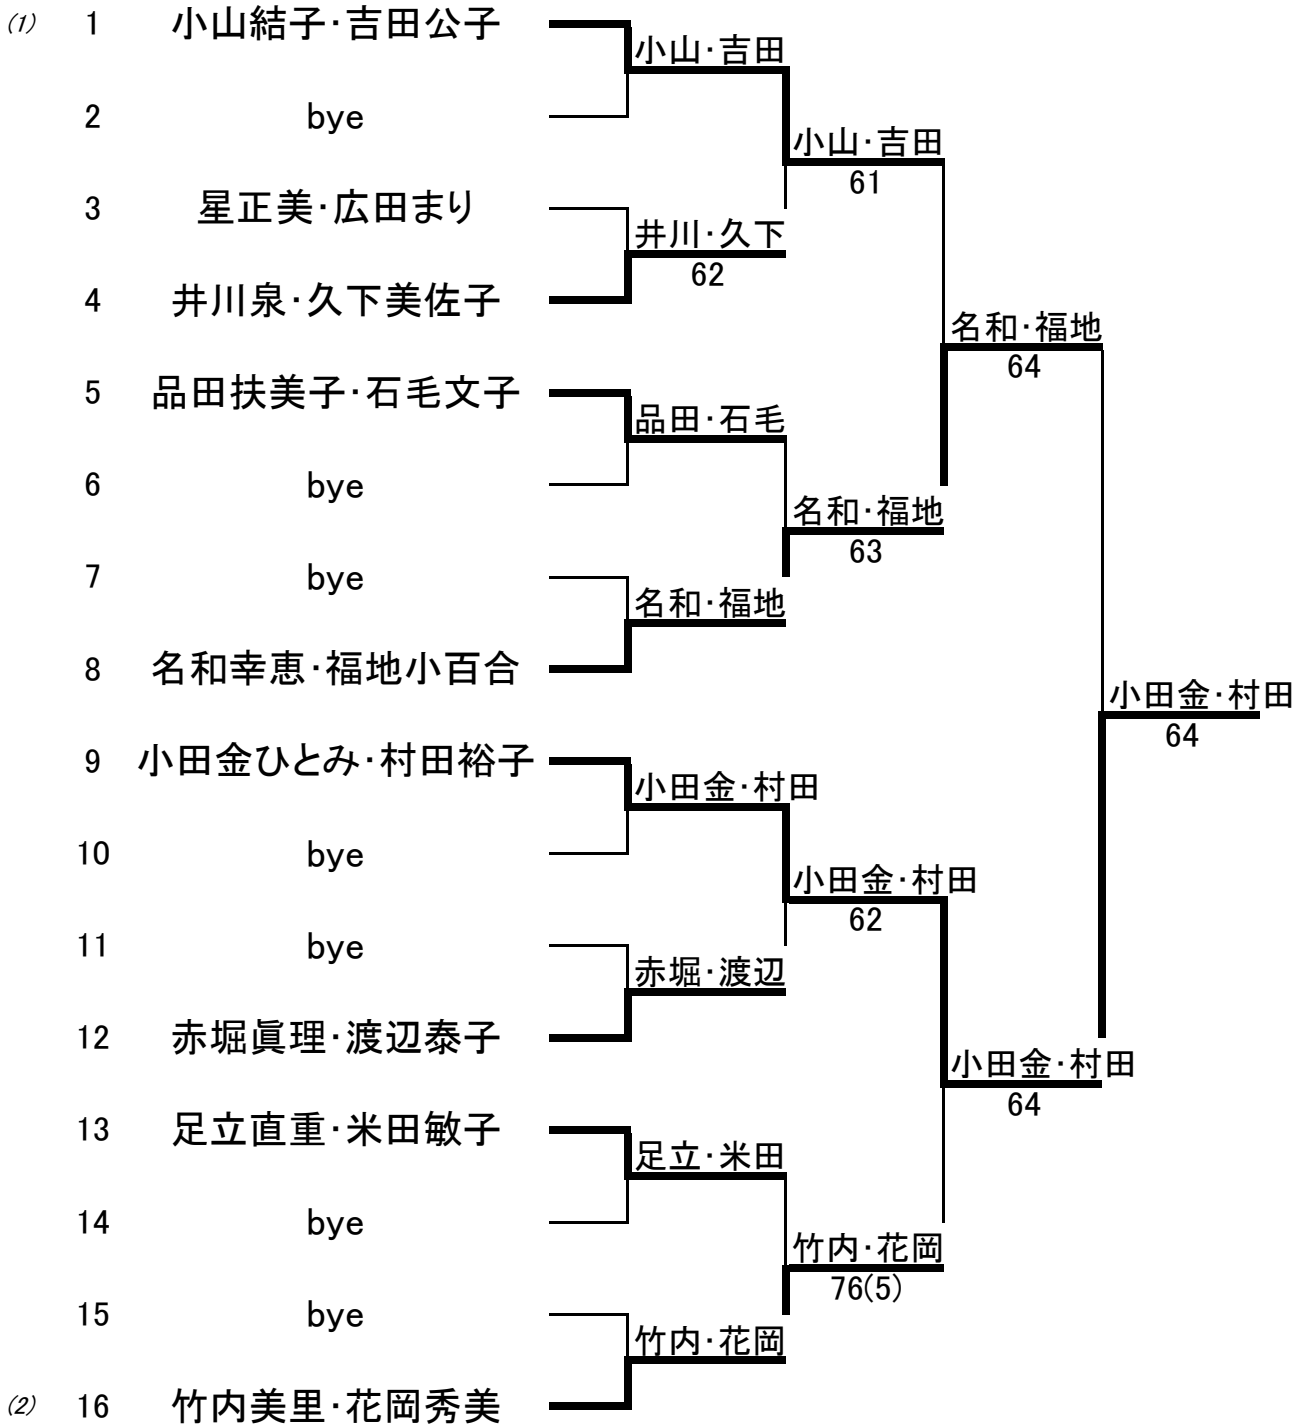 (1) 1 小山結子・吉田公子
小山・吉田
2 bye
小山・吉田
61
3 星正美・広田まり
井川・久下
62
4 井川泉・久下美佐子
名和・福地
64
5 品田扶美子・石毛文子
品田・石毛
6 bye
名和・福地
63
7 bye
名和・福地
8 名和幸恵・福地小百合
小田金・村田
64
9 小田金ひとみ・村田裕子
小田金・村田
10 bye
小田金・村田
62
11 bye
赤堀・渡辺
12 赤堀眞理・渡辺泰子
小田金・村田
64
13 足立直重・米田敏子
足立・米田
14 bye
竹内・花岡
76(5)
15 bye
竹内・花岡
(2) 16 竹内美里・花岡秀美